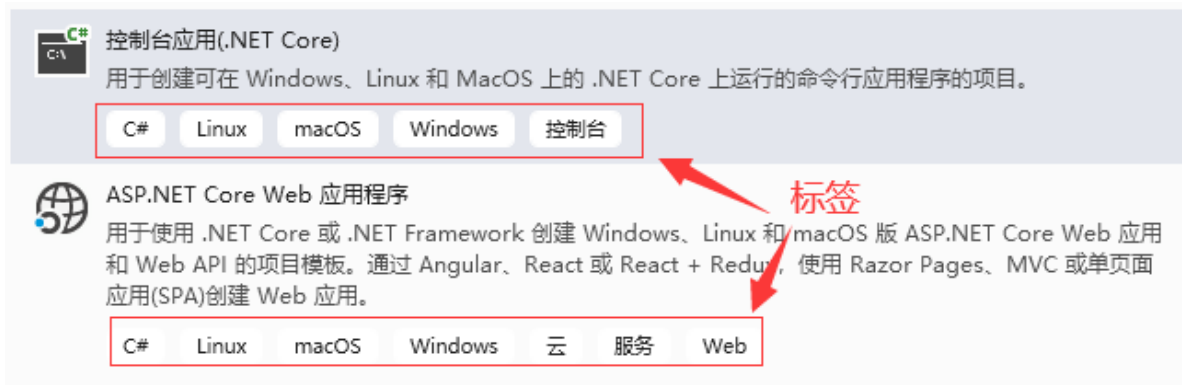 C#
C:\
控制台应用(.NET Core)
用于创建可在 Windows、Linux 和 MacOS 上的 .NET Core 上运行的命令行应用程序的项目。
C# Linux macOS Windows 控制台
标签
ASP.NET Core Web 应用程序
用于使用 .NET Core 或 .NET Framework 创建 Windows、Linux 和 macOS 版 ASP.NET Core Web 应用
和 Web API 的项目模板。通过 Angular、React 或 React + Redux，使用 Razor Pages、MVC 或单页面
应用(SPA)创建 Web 应用。
C# Linux macOS Windows 云 服务 Web